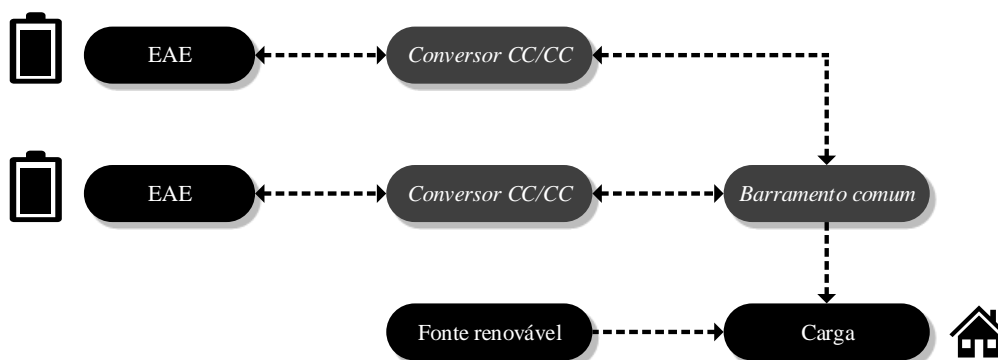 EAE
Conversor CC/CC
EAE
Conversor CC/CC
Barramento comum
Fonte renovável
Carga